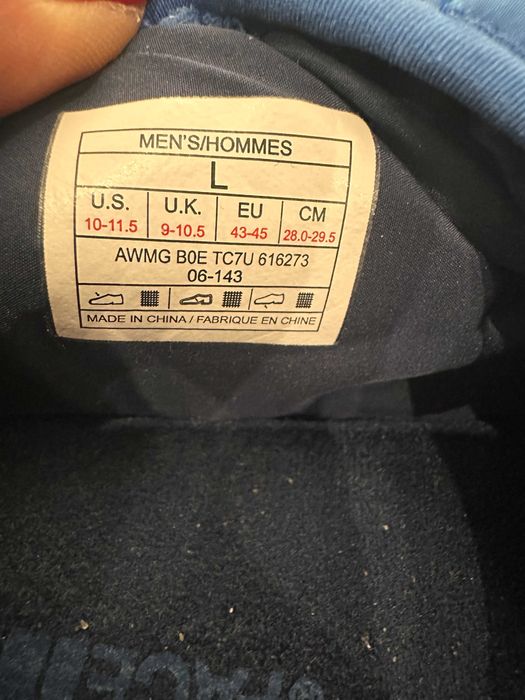 MEN'S/HOMMES
L
U.S. U.K. EU CM
10-11.5 9-10.5 43-45 28.0-29.5
AWMG B0E TC7U 616273
06-143
MADE IN CHINA / FABRIQUE EN CHINE